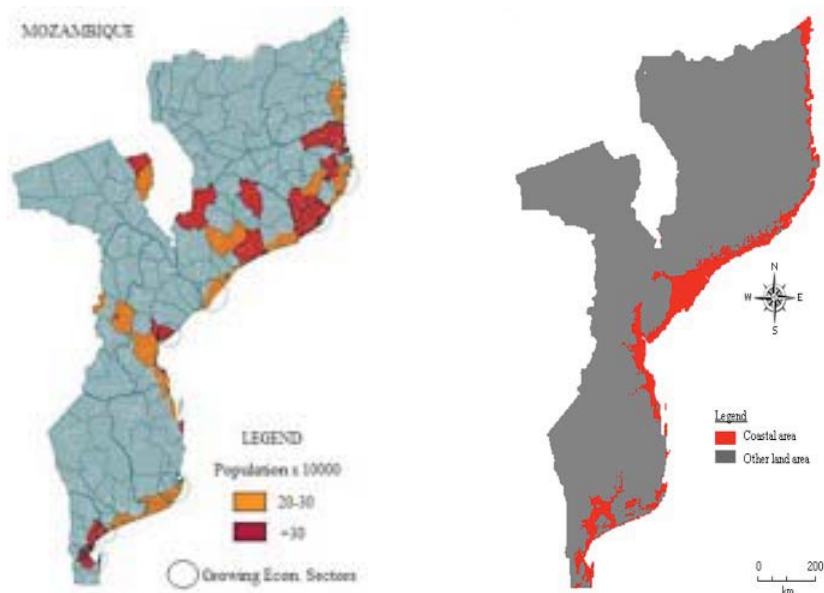 MOZAMBIQUE
LEGEND
Population x 10000
20-30
+30
Growing Econ. Sectors
N
W E
S
Legend
Coastal area
Other land area
0 200
km